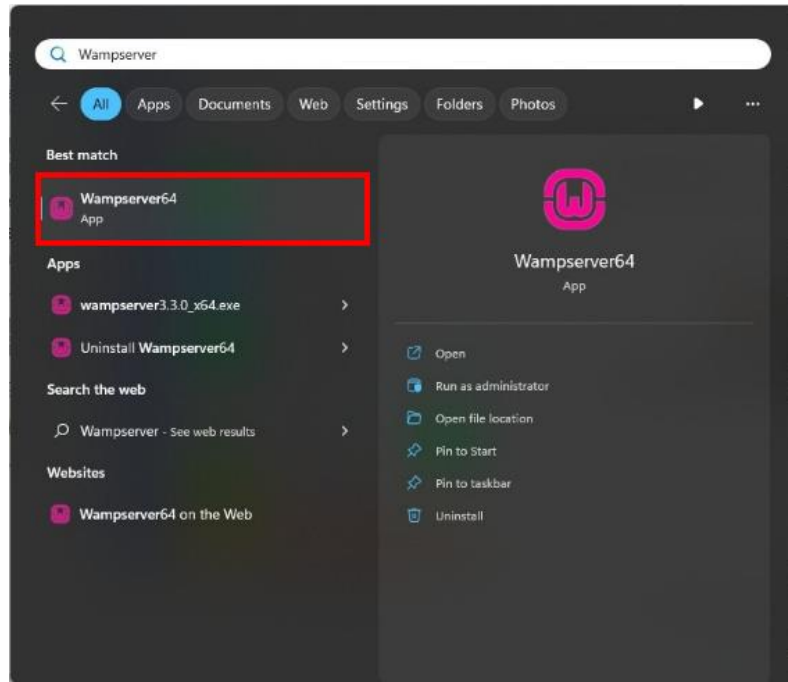 Wampserver
All Apps Documents Web Settings Folders Photos ...
Best match
Wampserver64
App
Apps
wampserver3.3.0_x64.exe
Uninstall Wampserver64
Search the web
Wampserver - See web results
Websites
Wampserver64 on the Web
Wampserver64
App
Open
Run as administrator
Open file location
Pin to Start
Pin to taskbar
Uninstall